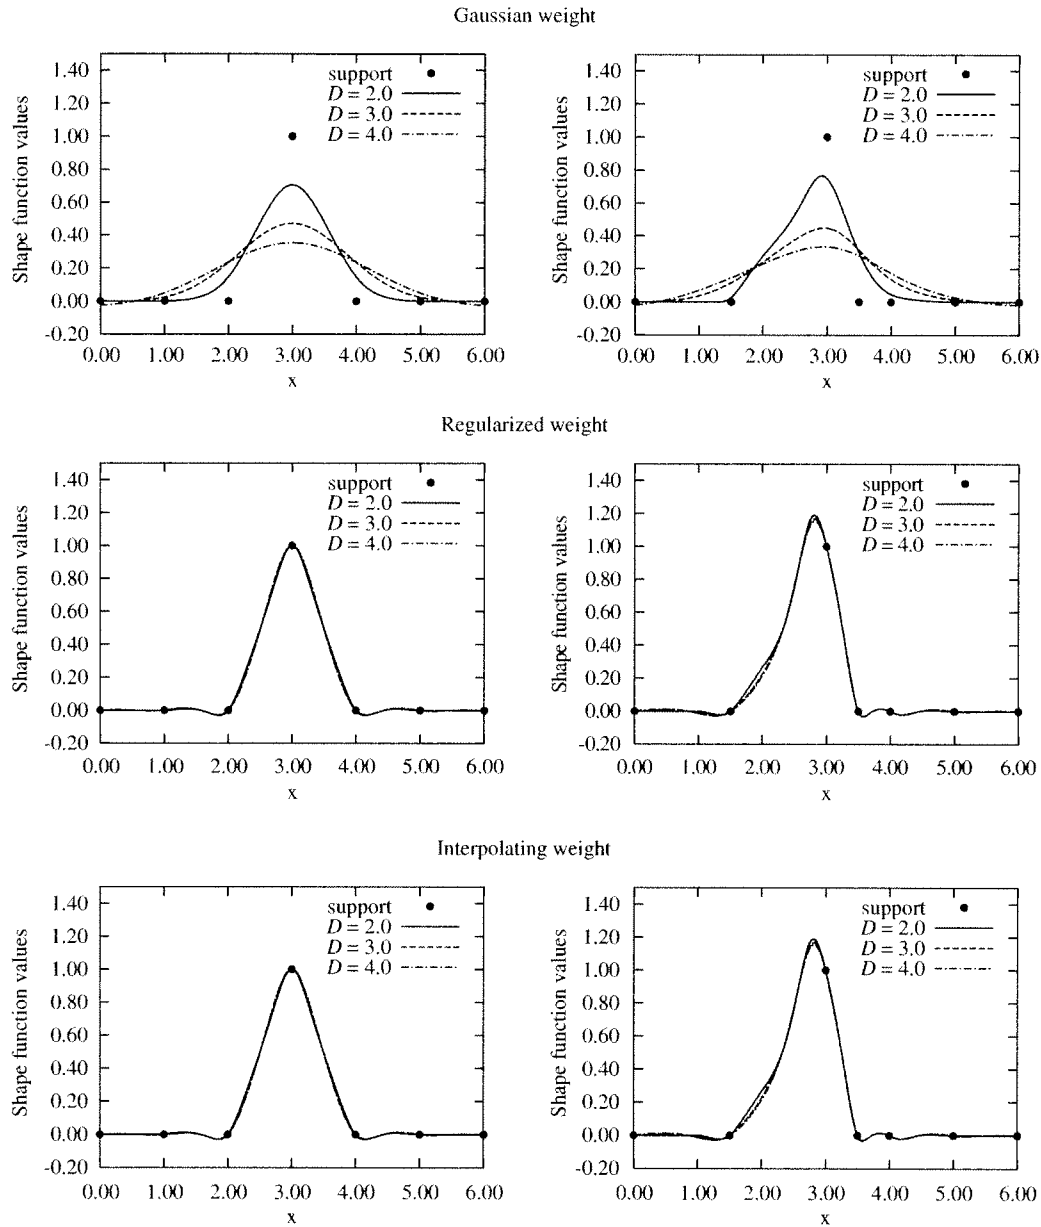 Gaussian weight
Shape function values
1.40
1.20
1.00
0.80
0.60
0.40
0.20
0.00
-0.20
support
D = 2.0
D = 3.0
D = 4.0
0.00 1.00 2.00 3.00 4.00 5.00 6.00
x
Shape function values
1.40
1.20
1.00
0.80
0.60
0.40
0.20
0.00
-0.20
support
D = 2.0
D = 3.0
D = 4.0
0.00 1.00 2.00 3.00 4.00 5.00 6.00
x
Regularized weight
Shape function values
1.40
1.20
1.00
0.80
0.60
0.40
0.20
0.00
-0.20
support
D = 2.0
D = 3.0
D = 4.0
0.00 1.00 2.00 3.00 4.00 5.00 6.00
x
Shape function values
1.40
1.20
1.00
0.80
0.60
0.40
0.20
0.00
-0.20
support
D = 2.0
D = 3.0
D = 4.0
0.00 1.00 2.00 3.00 4.00 5.00 6.00
x
Interpolating weight
Shape function values
1.40
1.20
1.00
0.80
0.60
0.40
0.20
0.00
-0.20
support
D = 2.0
D = 3.0
D = 4.0
0.00 1.00 2.00 3.00 4.00 5.00 6.00
x
Shape function values
1.40
1.20
1.00
0.80
0.60
0.40
0.20
0.00
-0.20
support
D = 2.0
D = 3.0
D = 4.0
0.00 1.00 2.00 3.00 4.00 5.00 6.00
x